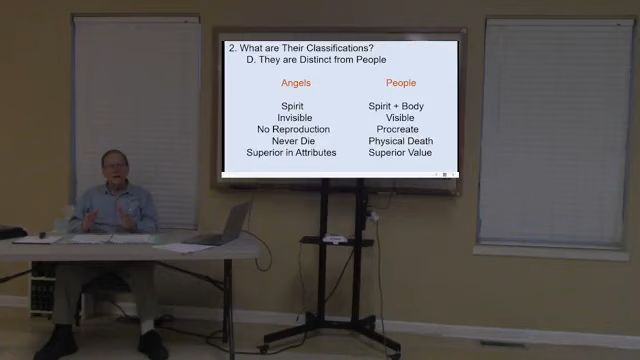 2. What are Their Classifications?
D. They are Distinct from People
Angels People
Spirit Spirit + Body
Invisible Visible
No Reproduction Procreate
Never Die Physical Death
Superior in Attributes Superior Value